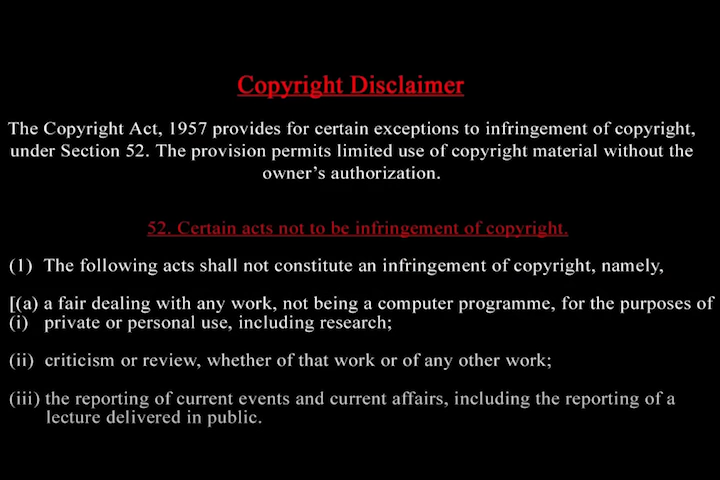 Copyright Disclaimer
The Copyright Act, 1957 provides for certain exceptions to infringement of copyright,
under Section 52. The provision permits limited use of copyright material without the
owner’s authorization.
52. Certain acts not to be infringement of copyright.
(1) The following acts shall not constitute an infringement of copyright, namely,
[(a) a fair dealing with any work, not being a computer programme, for the purposes of
(i) private or personal use, including research;
(ii) criticism or review, whether of that work or of any other work;
(iii) the reporting of current events and current affairs, including the reporting of a
lecture delivered in public.